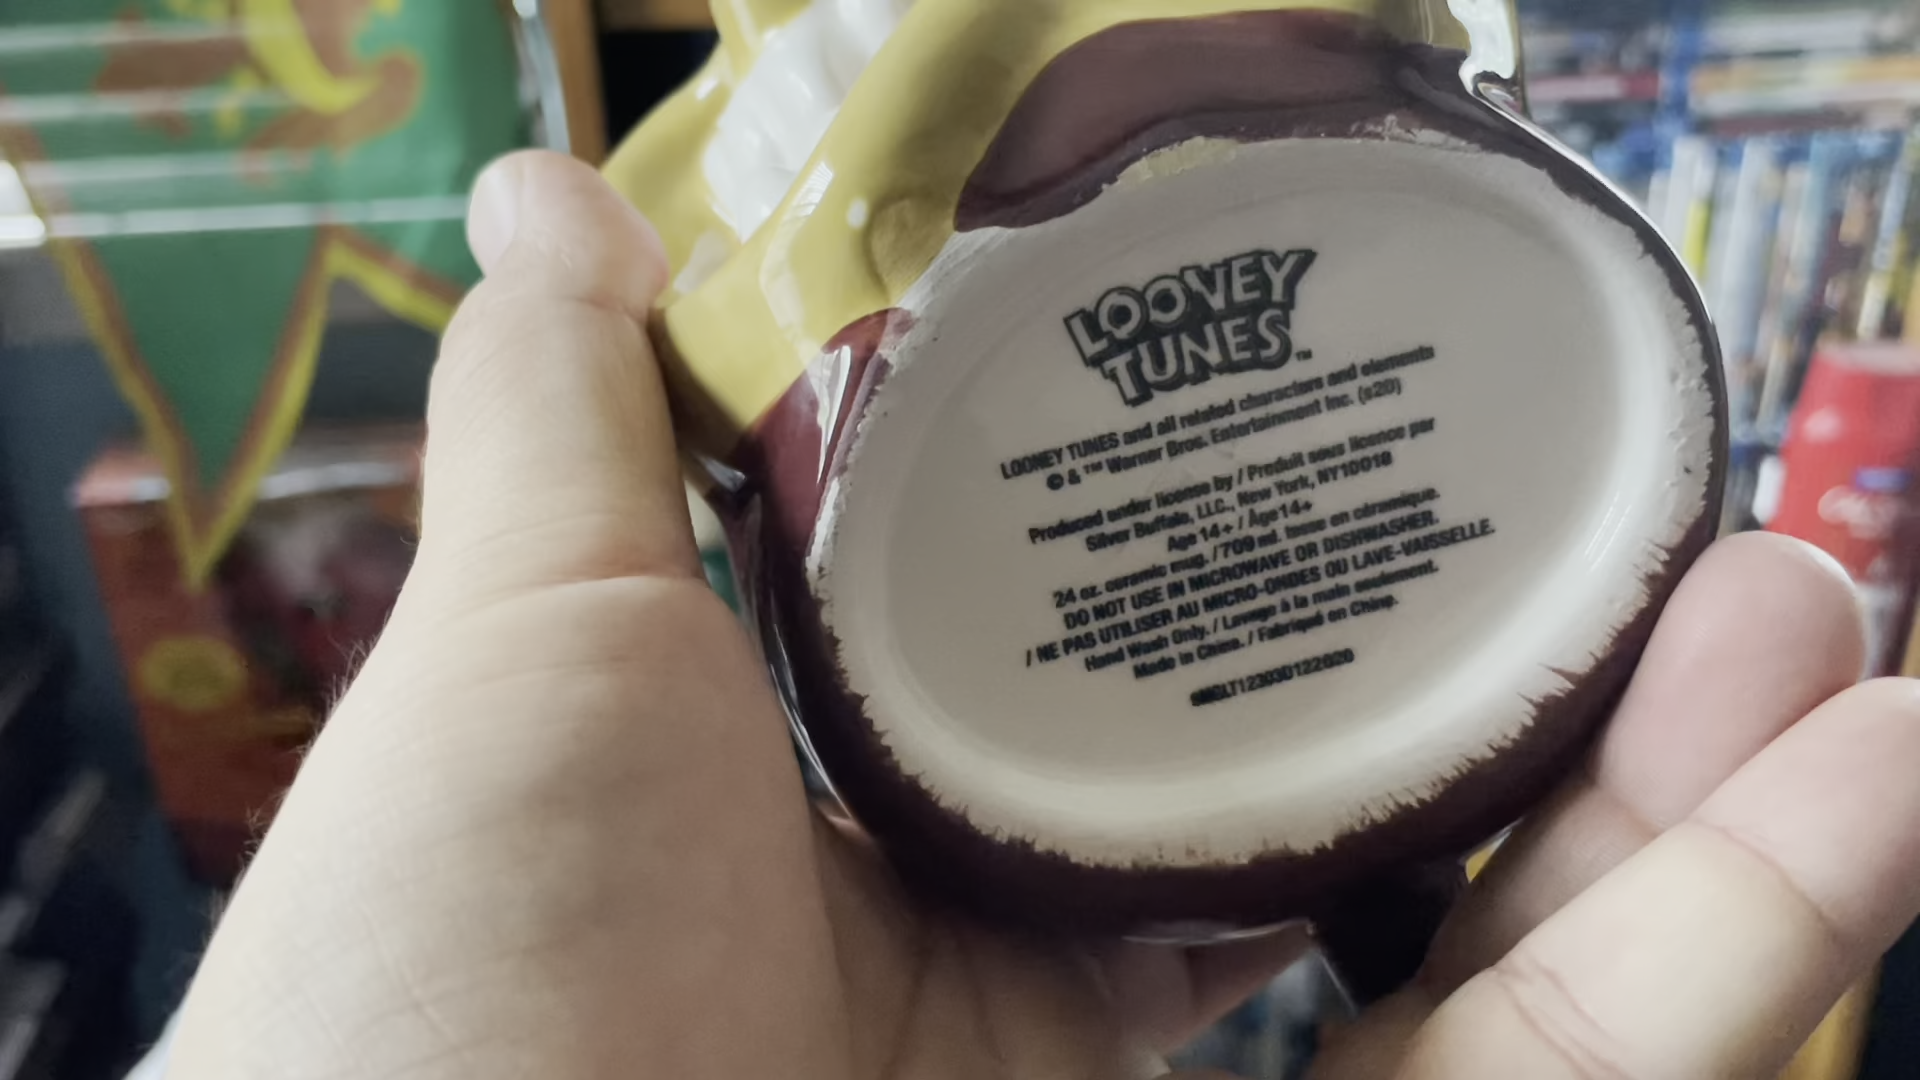 LOONEY
TUNES™
LOONEY TUNES and all related characters and elements
© & ™ Warner Bros. Entertainment Inc. (s20)
Produced under license by / Produit sous licence par
Silver Buffalo, LLC., New York, NY10018
Age 14+ / Âge 14+
24 oz. ceramic mug. / 709 ml. tasse en céramique.
DO NOT USE IN MICROWAVE OR DISHWASHER.
/ NE PAS UTILISER AU MICRO-ONDES OU LAVE-VAISSELLE.
Hand Wash Only. / Lavage à la main seulement.
Made in China. / Fabriqué en Chine.